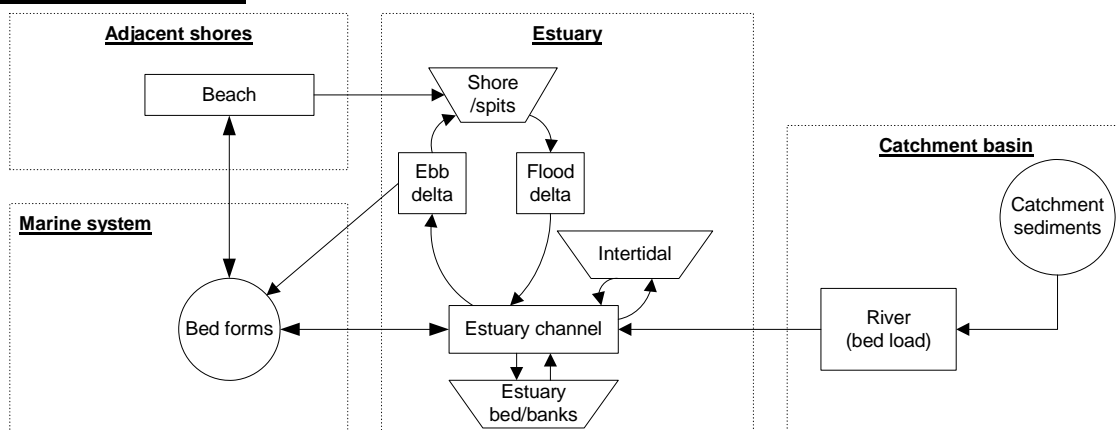 Adjacent shores
Beach
Marine system
Bed forms
Estuary
Shore
/spits
Ebb
delta
Flood
delta
Intertidal
Estuary channel
Estuary
bed/banks
Catchment basin
Catchment
sediments
River
(bed load)